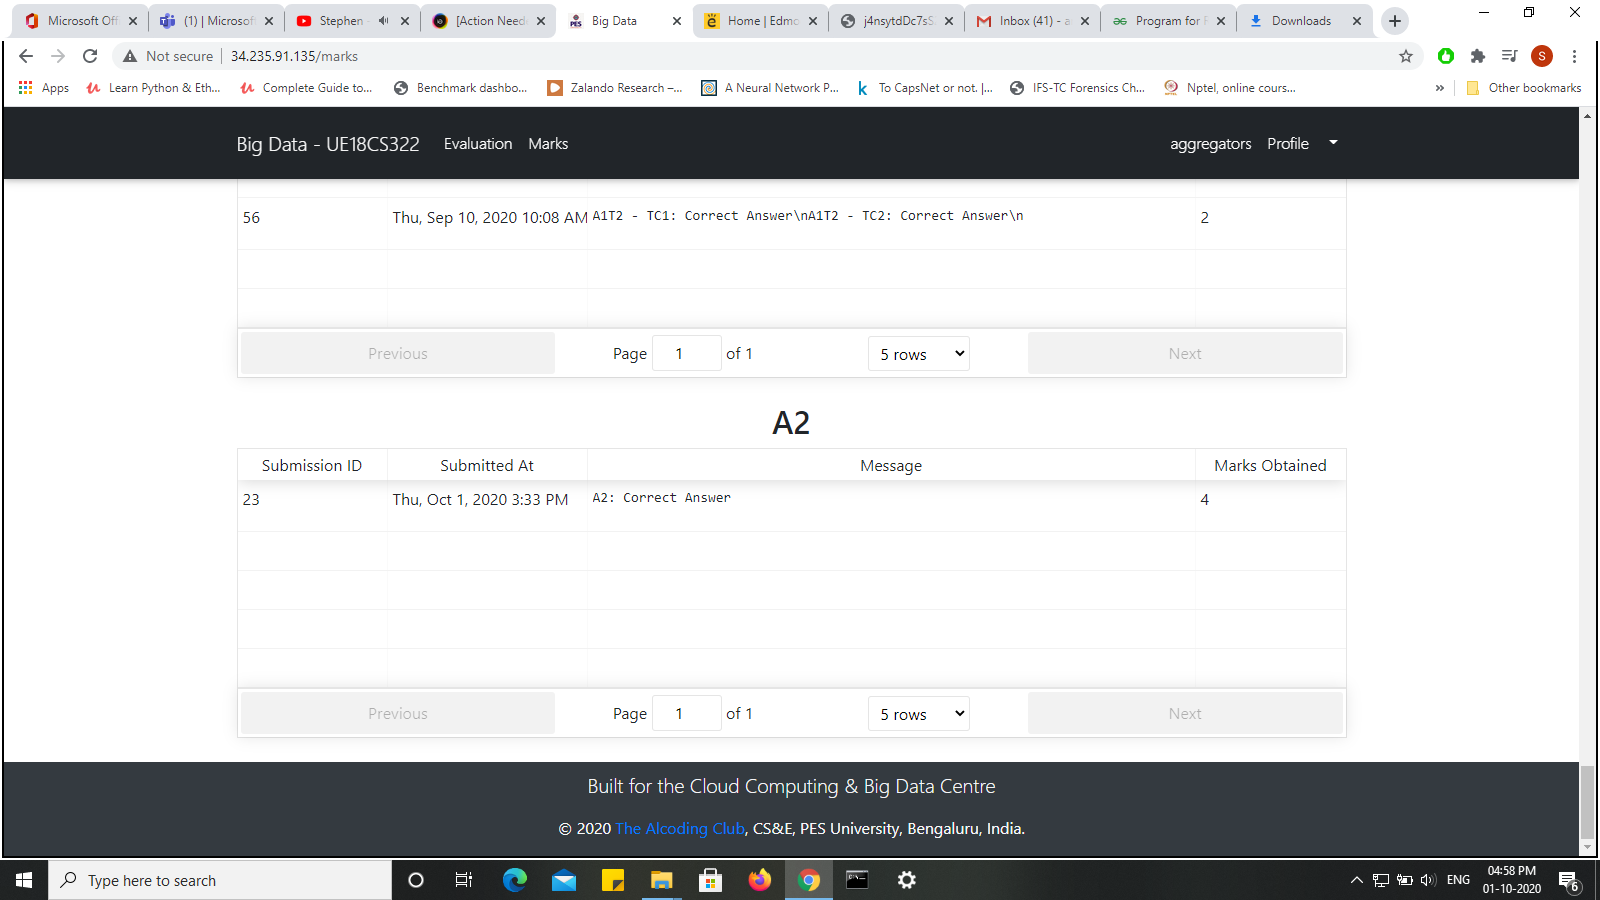 Microsoft Off
(1) | Microsof
Stephen
[Action Need
Big Data
Home | Edmo
j4nsytdDc7sS
Inbox (41) - a
Program for F
Downloads
Not secure
34.235.91.135/marks
S
Apps
Learn Python & Eth...
Complete Guide to...
Benchmark dashbo...
Zalando Research –...
A Neural Network P...
To CapsNet or not. |...
IFS-TC Forensics Ch...
Nptel, online cours...
»
Other bookmarks
Big Data - UE18CS322
Evaluation
Marks
aggregators
Profile
56
Thu, Sep 10, 2020 10:08 AM
A1T2 - TC1: Correct Answer\nA1T2 - TC2: Correct Answer\n
2
Previous
Page 1 of 1
5 rows
Next
A2
Submission ID
Submitted At
Message
Marks Obtained
23
Thu, Oct 1, 2020 3:33 PM
A2: Correct Answer
4
Previous
Page 1 of 1
5 rows
Next
Built for the Cloud Computing & Big Data Centre
© 2020 The Alcoding Club, CS&E, PES University, Bengaluru, India.
Type here to search
ENG
04:58 PM
01-10-2020
6